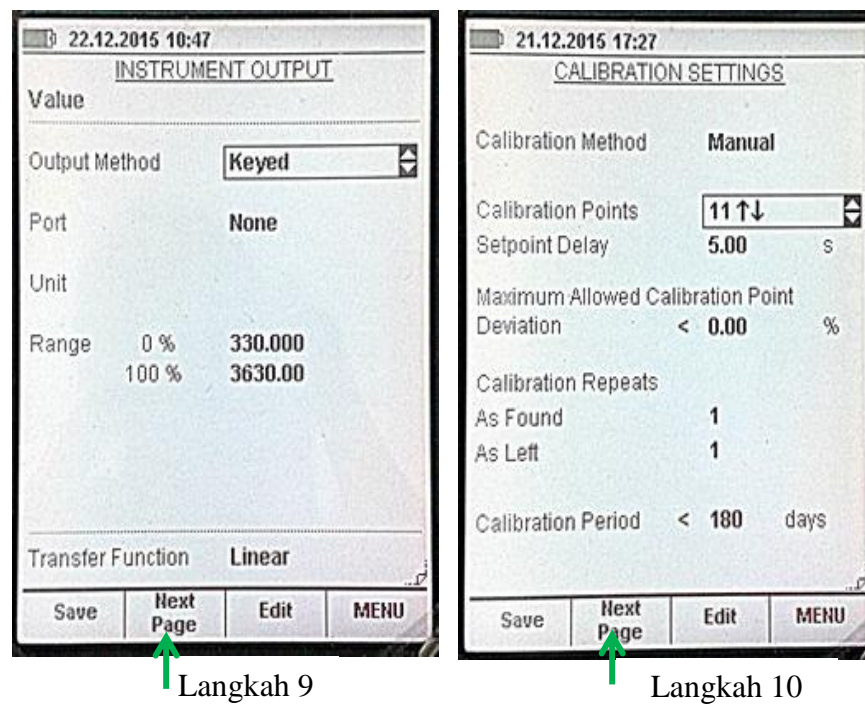 22.12.2015 10:47
INSTRUMENT OUTPUT
Value
Output Method Keyed
Port None
Unit
Range 0 % 330.000
100 % 3630.00
Transfer Function Linear
Save Next Page Edit MENU
Langkah 9
21.12.2015 17:27
CALIBRATION SETTINGS
Calibration Method Manual
Calibration Points 11↑↓
Setpoint Delay 5.00 s
Maximum Allowed Calibration Point
Deviation < 0.00 %
Calibration Repeats
As Found 1
As Left 1
Calibration Period < 180 days
Save Next Page Edit MENU
Langkah 10